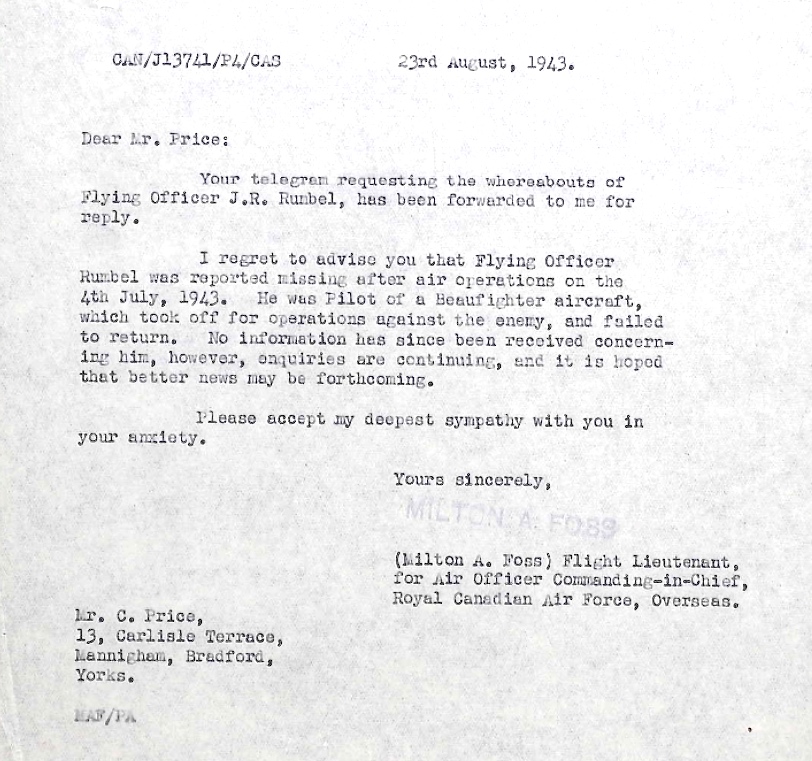 CAN/J13741/P4/CAS 23rd August, 1943.
Dear Mr. Price:
Your telegram requesting the whereabouts of
Flying Officer J.R. Rumbel, has been forwarded to me for
reply.
I regret to advise you that Flying Officer
Rumbel was reported missing after air operations on the
4th July, 1943. He was Pilot of a Beaufighter aircraft,
which took off for operations against the enemy, and failed
to return. No information has since been received concern-
ing him, however, enquiries are continuing, and it is hoped
that better news may be forthcoming.
Please accept my deepest sympathy with you in
your anxiety.
Yours sincerely,
MILTON. A. FOSS
(Milton A. Foss) Flight Lieutenant,
for Air Officer Commanding-in-Chief,
Royal Canadian Air Force, Overseas.
Mr. C. Price,
13, Carlisle Terrace,
Mannigham, Bradford,
Yorks.
MAF/PA